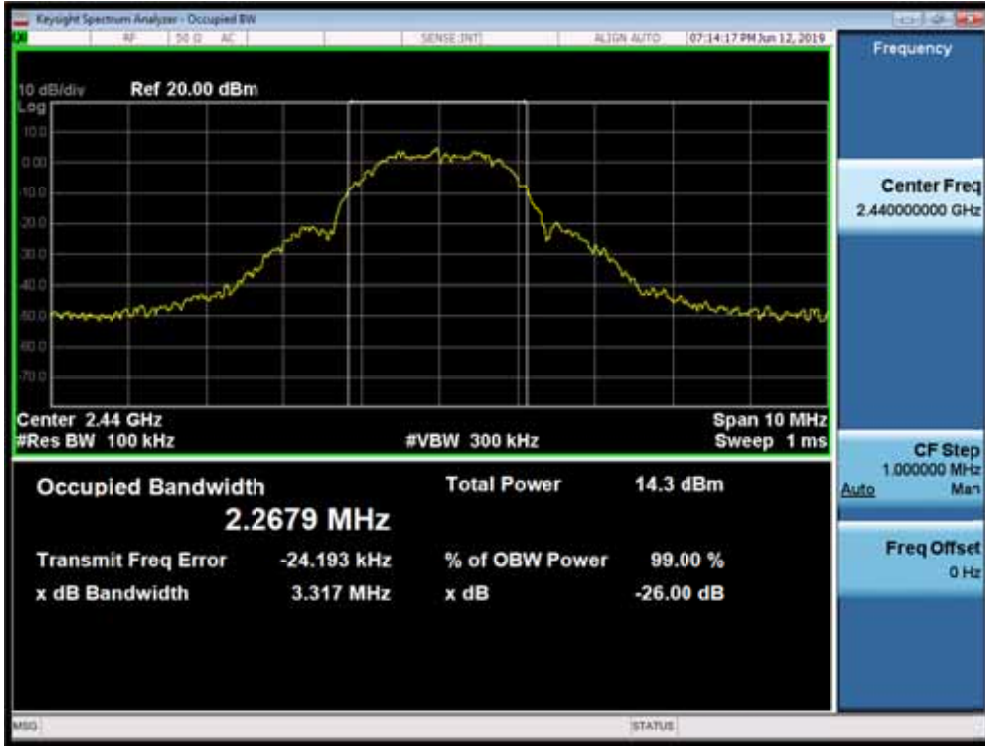 Keysight Spectrum Analyzer - Occupied BW
RF 50 Ω AC SENSE:INT ALIGN AUTO 07:14:17 PM Jun 12, 2019
Frequency
10 dB/div Ref 20.00 dBm
Log
10.0
0.00
-10.0
-20.0
-30.0
-40.0
-50.0
-60.0
-70.0
Center 2.44 GHz Span 10 MHz
#Res BW 100 kHz #VBW 300 kHz Sweep 1 ms
Occupied Bandwidth Total Power 14.3 dBm
2.2679 MHz
Transmit Freq Error -24.193 kHz % of OBW Power 99.00 %
x dB Bandwidth 3.317 MHz x dB -26.00 dB
Center Freq
2.440000000 GHz
CF Step
1.000000 MHz
Auto Man
Freq Offset
0 Hz
MSG STATUS